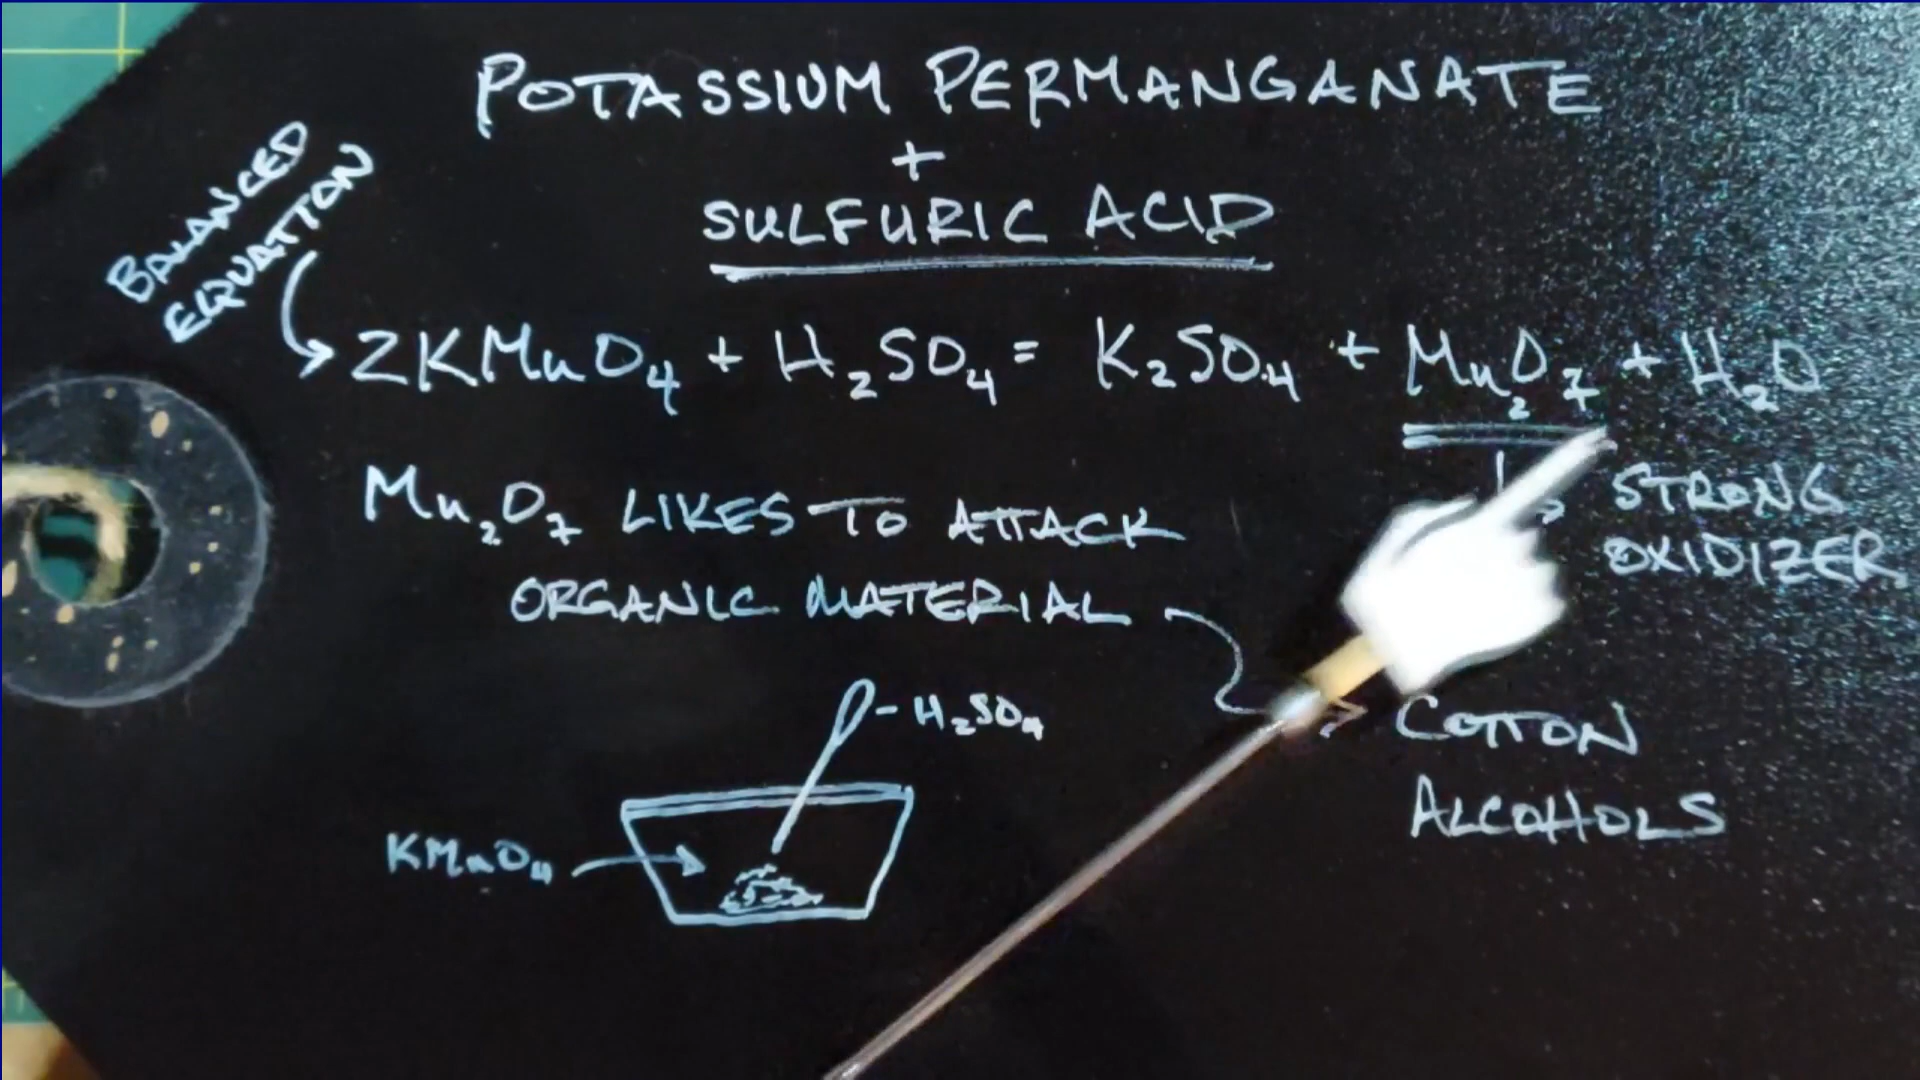 POTASSIUM PERMANGANATE
+
SULFURIC ACID
BALANCED
EQUATION
2KMnO₄ + H₂SO₄ = K₂SO₄ + Mn₂O₇ + H₂O
STRONG
OXIDIZER
Mn₂O₇ LIKES TO ATTACK
ORGANIC MATERIAL
COTTON
ALCOHOLS
H₂SO₄
KMnO₄